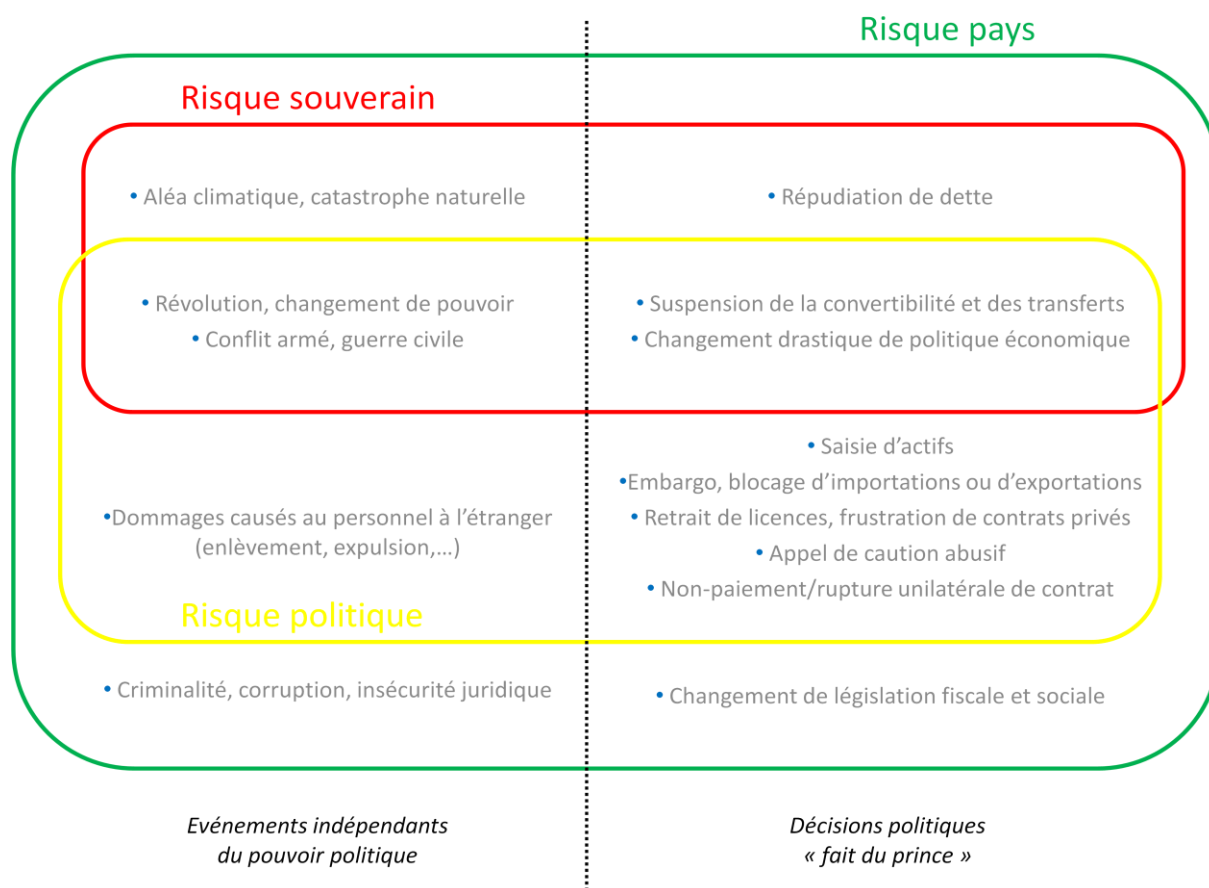 Risque pays
Risque souverain
• Aléa climatique, catastrophe naturelle
• Répudiation de dette
• Révolution, changement de pouvoir
• Conflit armé, guerre civile
• Suspension de la convertibilité et des transferts
• Changement drastique de politique économique
•Dommages causés au personnel à l’étranger
(enlèvement, expulsion,...)
• Saisie d’actifs
•Embargo, blocage d’importations ou d’exportations
• Retrait de licences, frustration de contrats privés
• Appel de caution abusif
• Non-paiement/rupture unilatérale de contrat
Risque politique
• Criminalité, corruption, insécurité juridique
• Changement de législation fiscale et sociale
Evénements indépendants
du pouvoir politique
Décisions politiques
« fait du prince »